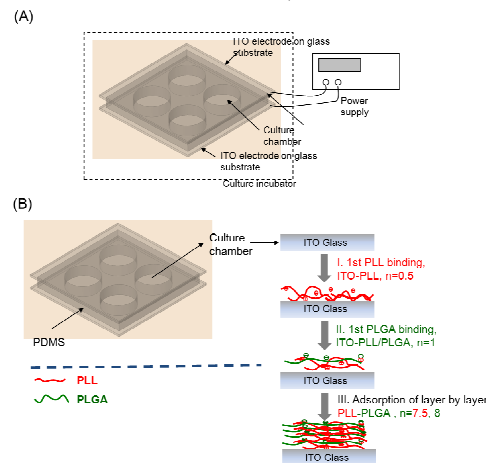 (A)
ITO electrode on glass
substrate
Power
supply
Culture
chamber
ITO electrode on glass
substrate
Culture incubator
(B)
Culture
chamber
ITO Glass
I. 1st PLL binding,
ITO-PLL, n=0.5
ITO Glass
PDMS
II. 1st PLGA binding,
ITO-PLL/PLGA, n=1
PLL
ITO Glass
PLGA
III. Adsorption of layer by layer
PLL-PLGA , n=7.5, 8
ITO Glass